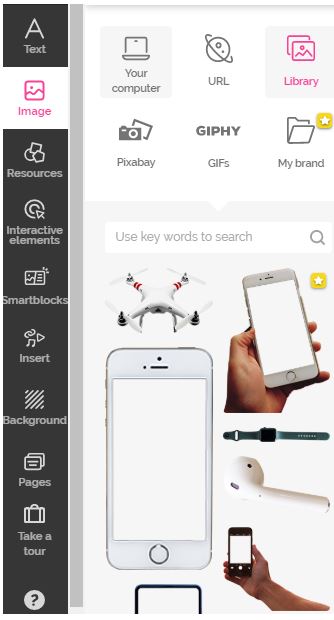 Text
Image
Resources
Interactive
elements
Smartblocks
Insert
Background
Pages
Take a
tour
?
Your
computer
URL
Library
Pixabay
GIPHY
GIFs
My brand
Use key words to search